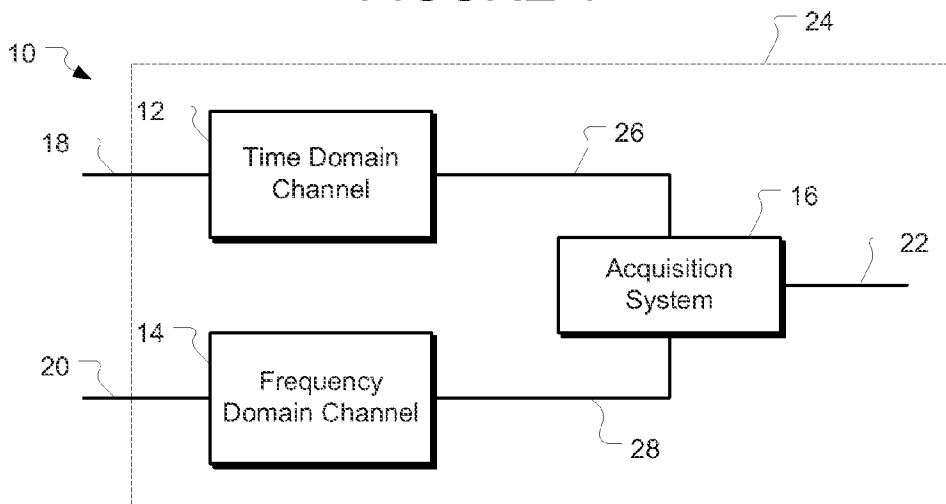 24
10
12
18
Time Domain
Channel
26
16
22
Acquisition
System
14
20
Frequency
Domain Channel
28